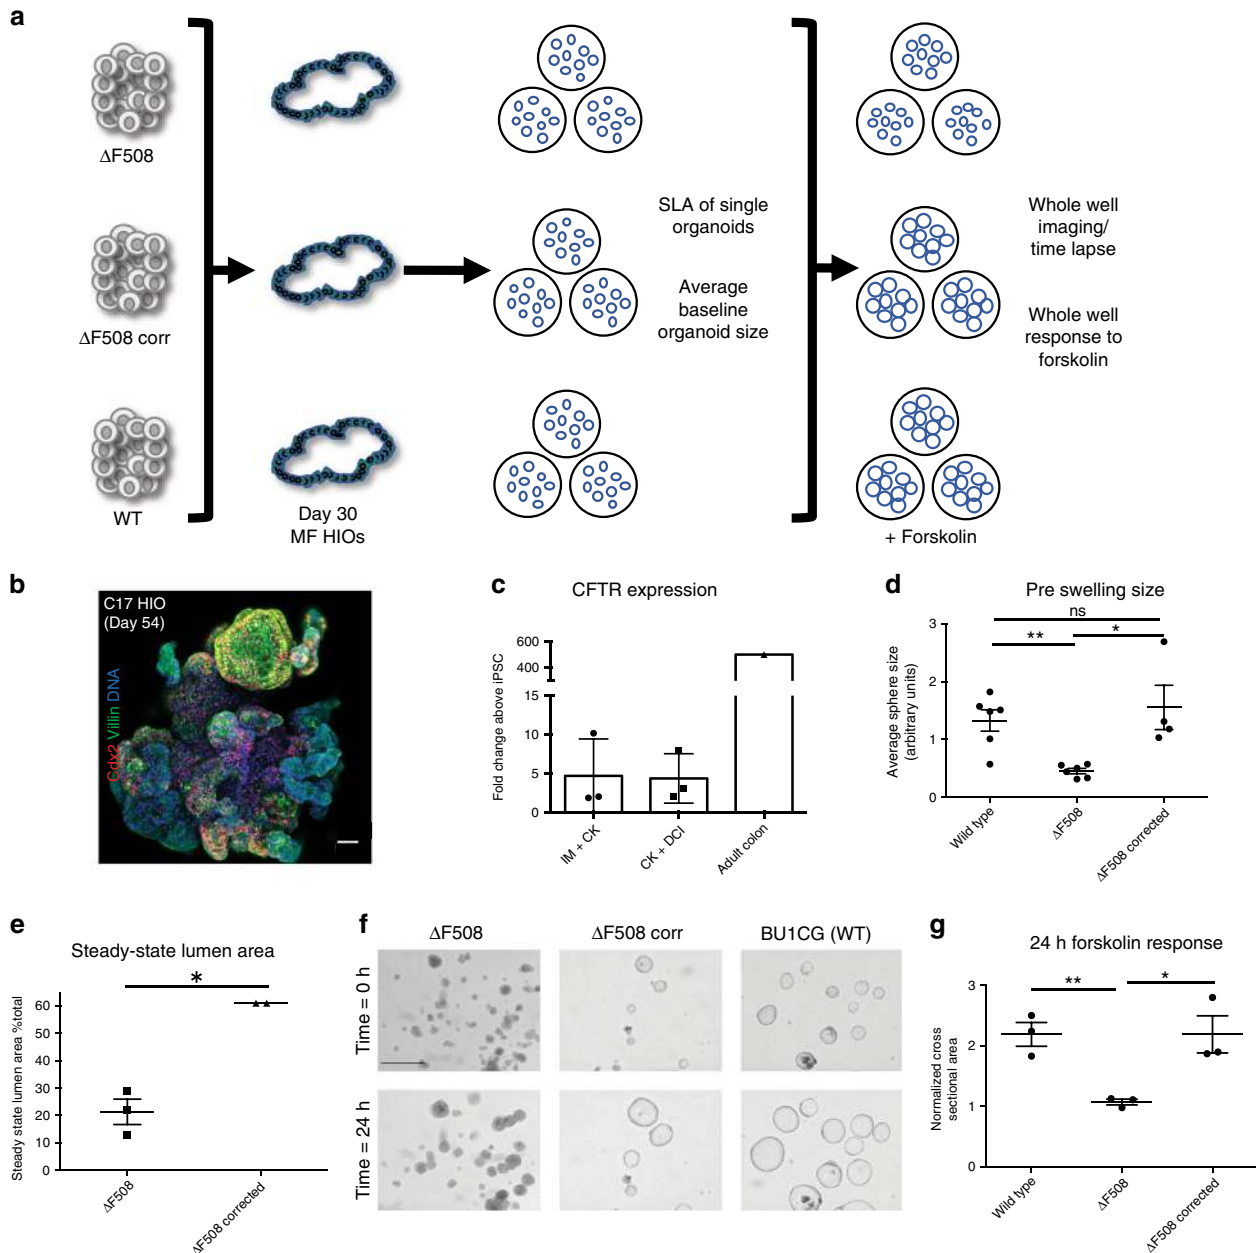 a
ΔF508
ΔF508 corr
WT
Day 30
MF HIOs
SLA of single
organoids
Average
baseline
organoid size
Whole well
imaging/
time lapse
Whole well
response to
forskolin
+ Forskolin
b
C17 HIO
(Day 54)
Cdx2 Villin DNA
c
CFTR expression
Fold change above iPSC
600
400
15
10
5
0
IM + CK
CK + DCI
Adult colon
d
Pre swelling size
ns
**
*
Average sphere size
(arbitrary units)
3
2
1
0
Wild type
ΔF508
ΔF508 corrected
e
Steady-state lumen area
*
Steady state lumen area %total
60
50
40
30
20
10
0
ΔF508
ΔF508 corrected
f
ΔF508
ΔF508 corr
BU1CG (WT)
Time = 0 h
Time = 24 h
g
24 h forskolin response
**
*
Normalized cross
sectional area
3
2
1
0
Wild type
ΔF508
ΔF508 corrected